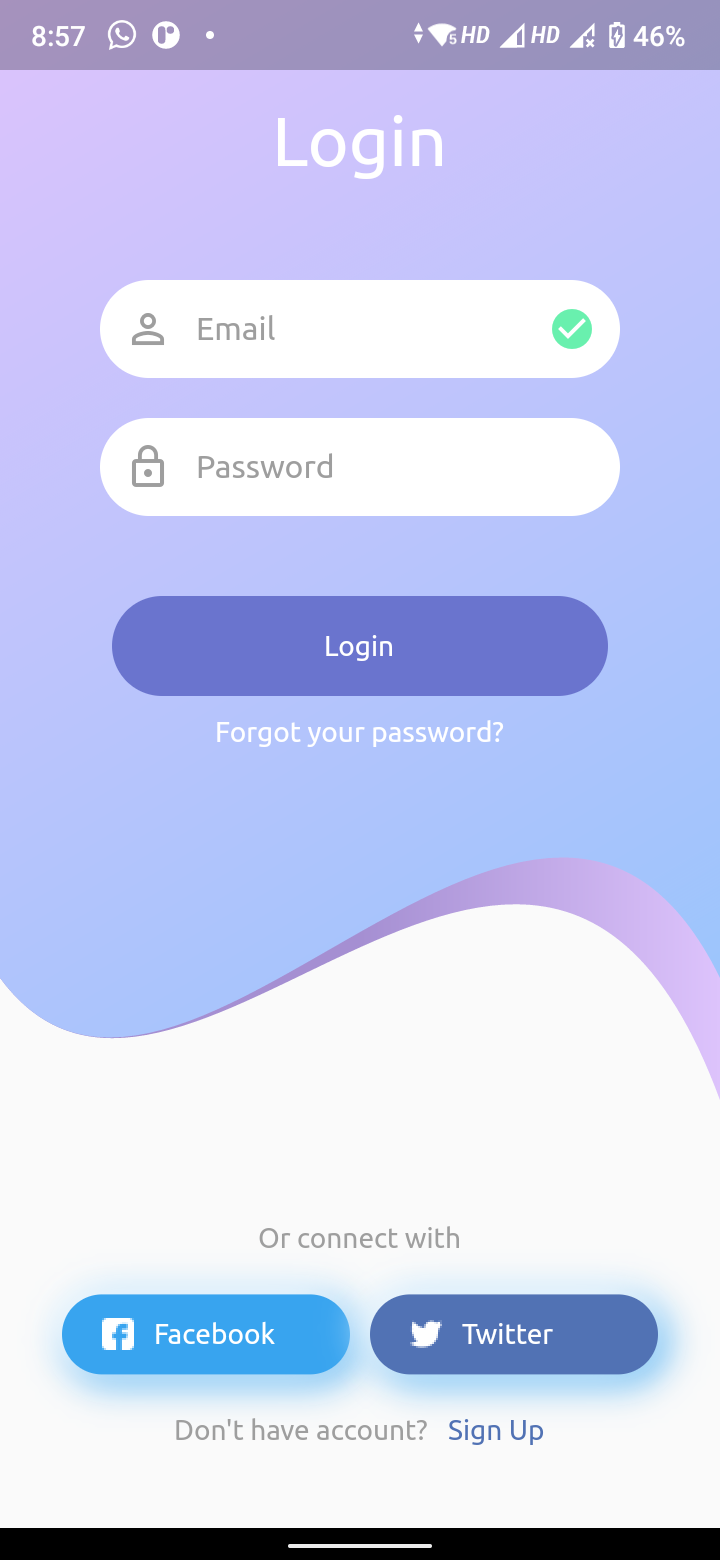 8:57 5 HD HD 46%
Login
Email
Password
Login
Forgot your password?
Or connect with
Facebook Twitter
Don't have account? Sign Up